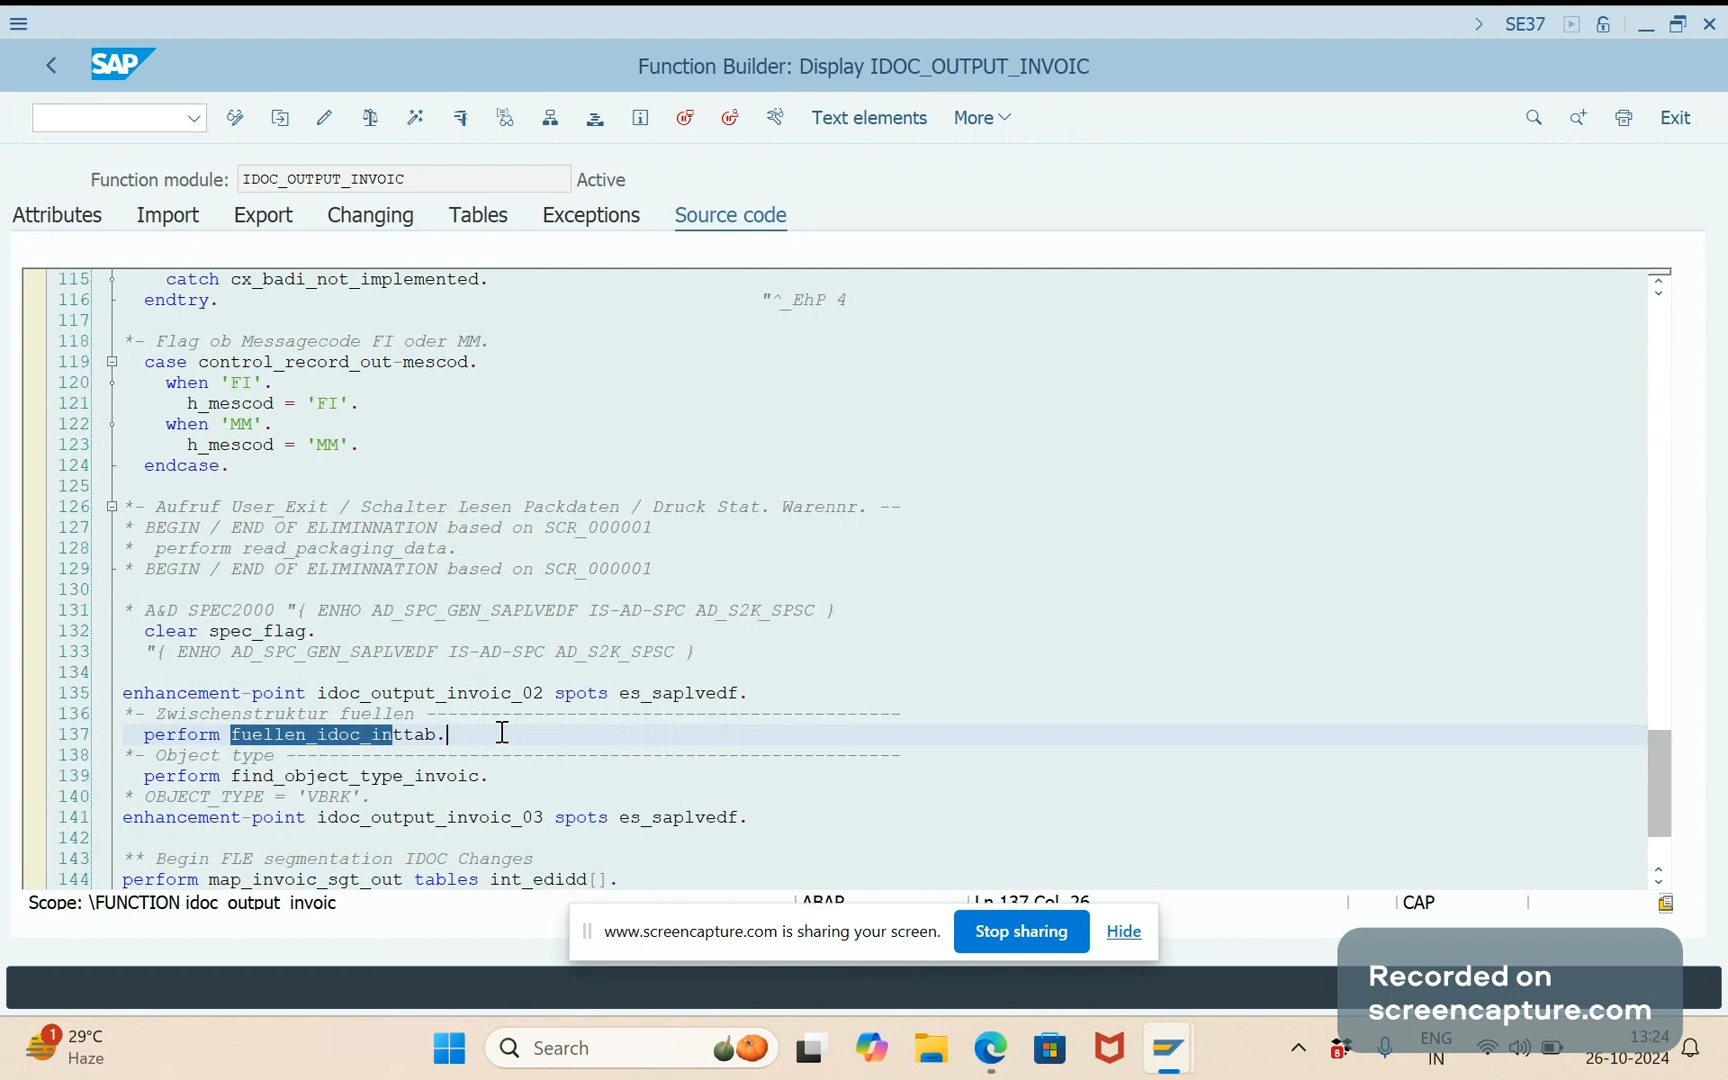 SE37
SAP
Function Builder: Display IDOC_OUTPUT_INVOIC
Text elements
More
Exit
Function module: IDOC_OUTPUT_INVOIC Active
Attributes Import Export Changing Tables Exceptions Source code
115 catch cx_badi_not_implemented.
116 endtry. "^_EhP 4
117
118 *- Flag ob Messagecode FI oder MM.
119 case control_record_out-mescod.
120 when 'FI'.
121 h_mescod = 'FI'.
122 when 'MM'.
123 h_mescod = 'MM'.
124 endcase.
125
126 *- Aufruf User_Exit / Schalter Lesen Packdaten / Druck Stat. Warennr. --
127 * BEGIN / END OF ELIMINNATION based on SCR_000001
128 * perform read_packaging_data.
129 * BEGIN / END OF ELIMINNATION based on SCR_000001
130
131 * A&D SPEC2000 "{ ENHO AD_SPC_GEN_SAPLVEDF IS-AD-SPC AD_S2K_SPSC }
132 clear spec_flag.
133 "{ ENHO AD_SPC_GEN_SAPLVEDF IS-AD-SPC AD_S2K_SPSC }
134
135 enhancement-point idoc_output_invoic_02 spots es_saplvedf.
136 *- Zwischenstruktur fuellen --------------------------------------------
137 perform fuellen_idoc_inttab.
138 *- Object type ---------------------------------------------------------
139 perform find_object_type_invoic.
140 * OBJECT_TYPE = 'VBRK'.
141 enhancement-point idoc_output_invoic_03 spots es_saplvedf.
142
143 ** Begin FLE segmentation IDOC Changes
144 perform map_invoic_sgt_out tables int_edidd[].
Scope: \FUNCTION idoc_output_invoic ABAP Ln 137 Col 26 CAP
www.screencapture.com is sharing your screen. Stop sharing Hide
Recorded on
screencapture.com
1 29°C
Haze
Search
8
ENG
IN
13:24
26-10-2024